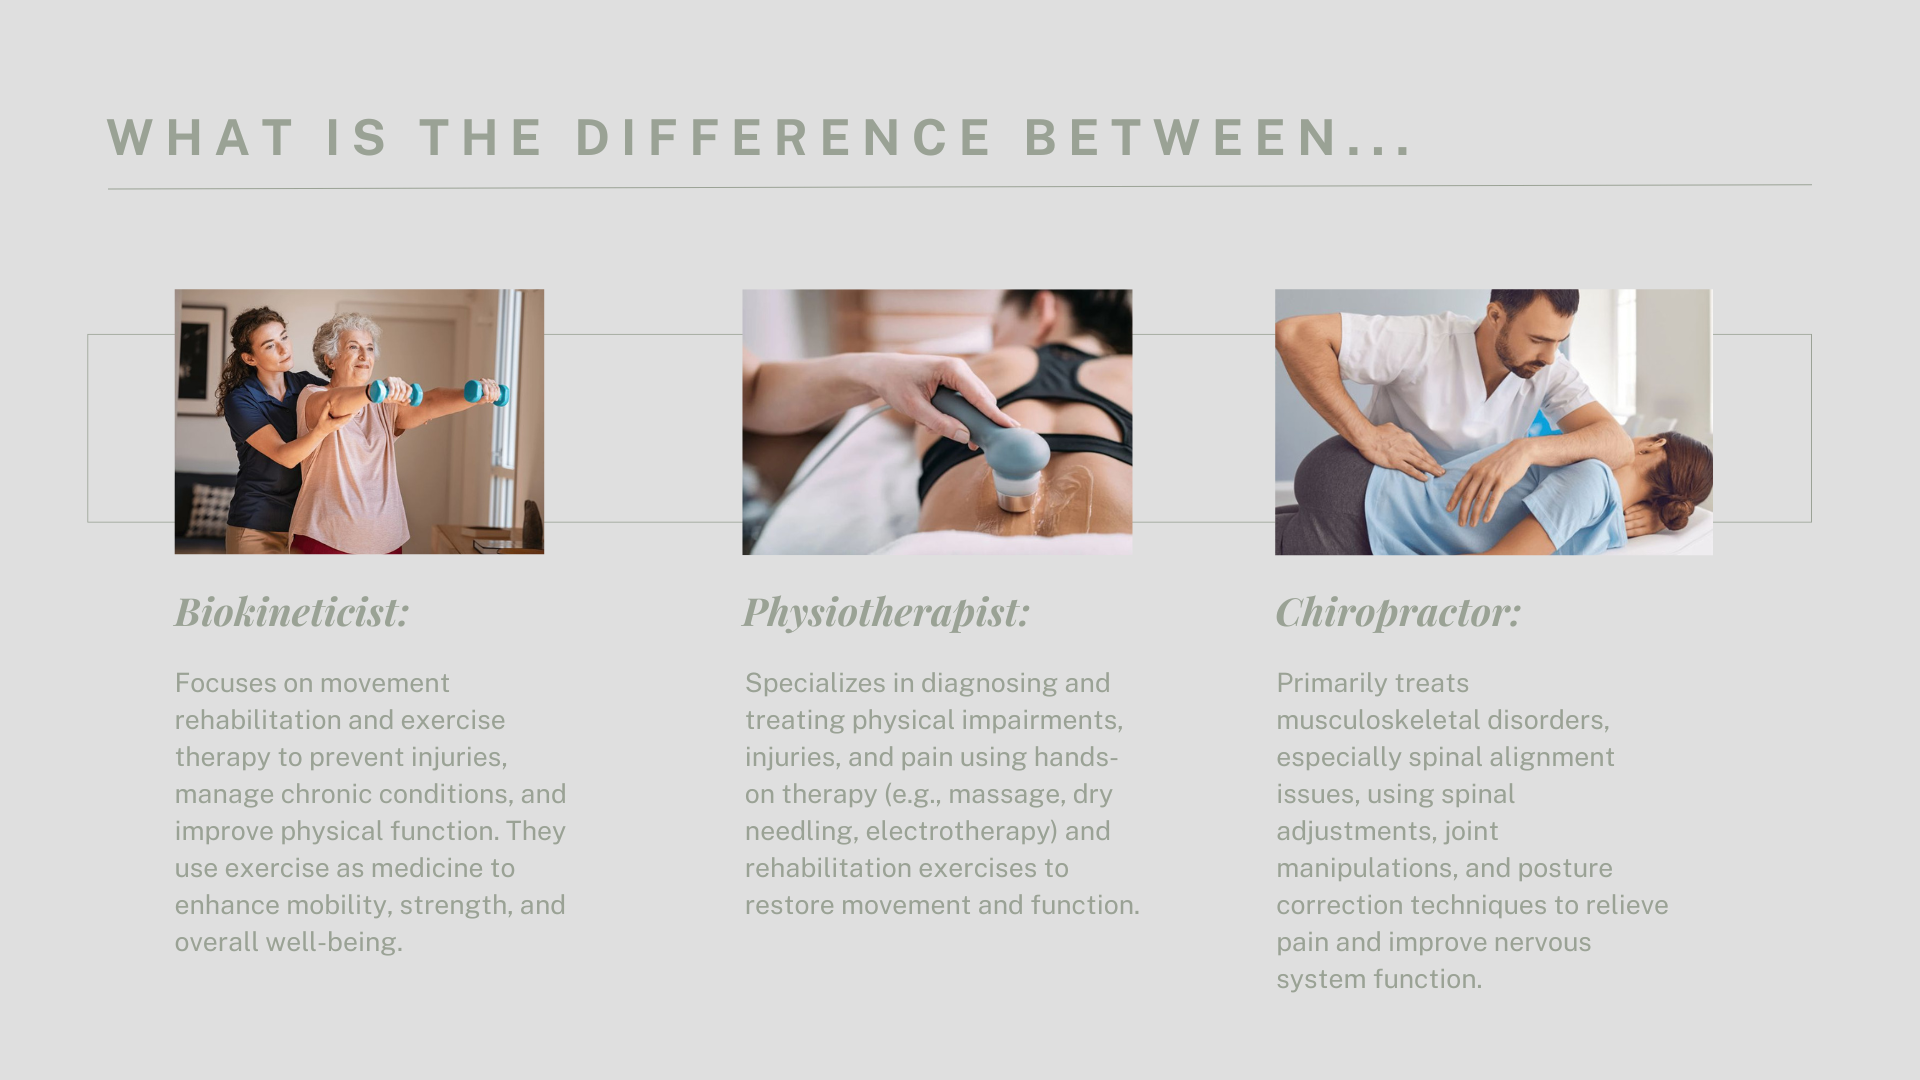 WHAT IS THE DIFFERENCE BETWEEN...
Biokineticist:
Focuses on movement
rehabilitation and exercise
therapy to prevent injuries,
manage chronic conditions, and
improve physical function. They
use exercise as medicine to
enhance mobility, strength, and
overall well-being.
Physiotherapist:
Specializes in diagnosing and
treating physical impairments,
injuries, and pain using hands-
on therapy (e.g., massage, dry
needling, electrotherapy) and
rehabilitation exercises to
restore movement and function.
Chiropractor:
Primarily treats
musculoskeletal disorders,
especially spinal alignment
issues, using spinal
adjustments, joint
manipulations, and posture
correction techniques to relieve
pain and improve nervous
system function.